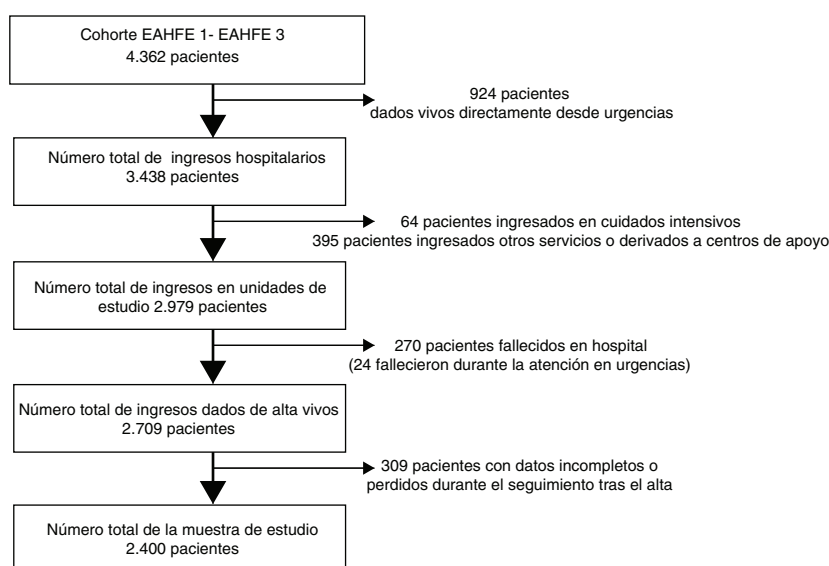 Cohorte EAHFE 1- EAHFE 3
4.362 pacientes
924 pacientes
dados vivos directamente desde urgencias
Número total de ingresos hospitalarios
3.438 pacientes
64 pacientes ingresados en cuidados intensivos
395 pacientes ingresados otros servicios o derivados a centros de apoyo
Número total de ingresos en unidades de
estudio 2.979 pacientes
270 pacientes fallecidos en hospital
(24 fallecieron durante la atención en urgencias)
Número total de ingresos dados de alta vivos
2.709 pacientes
309 pacientes con datos incompletos o
perdidos durante el seguimiento tras el alta
Número total de la muestra de estudio
2.400 pacientes